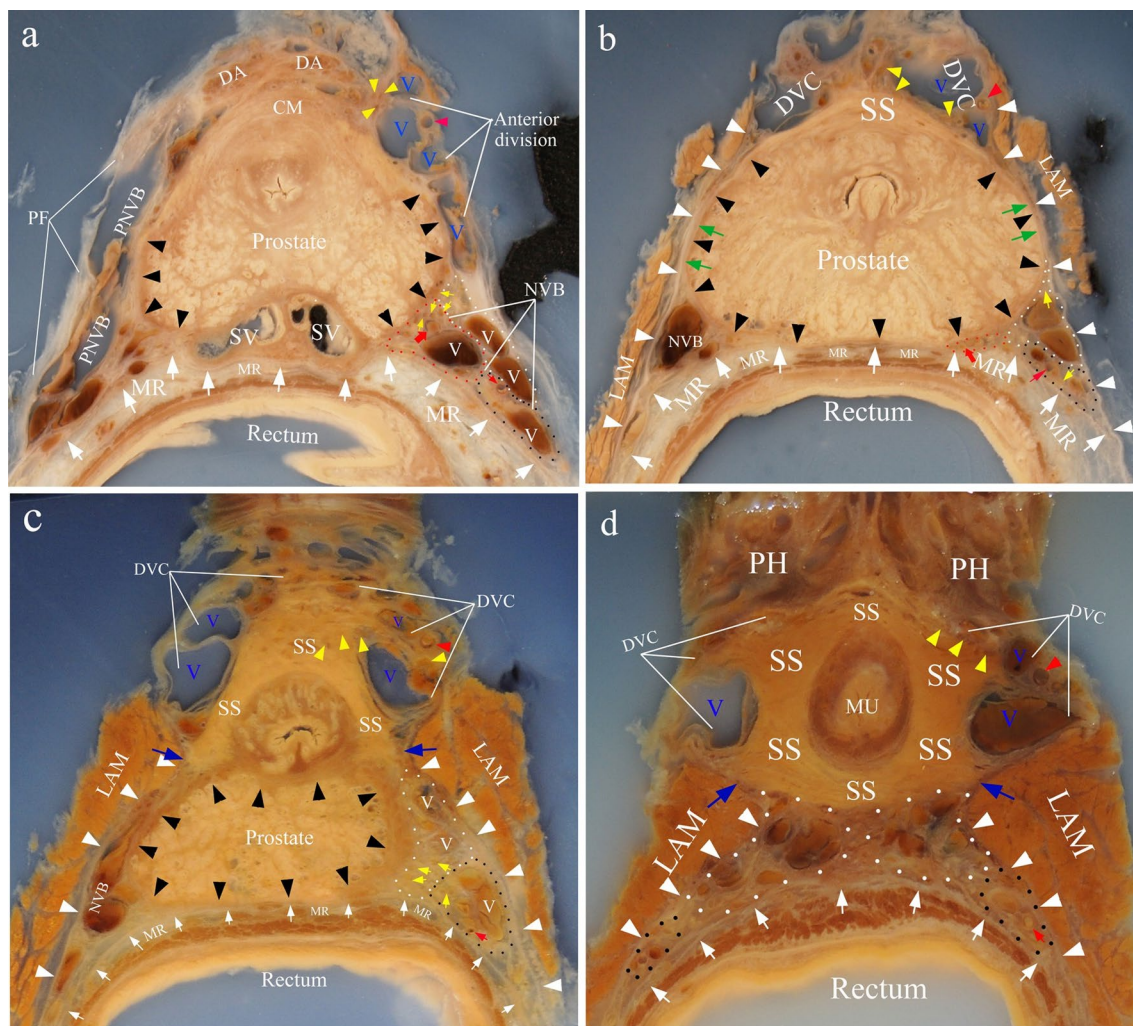 a
DA
DA
V
CM
V
Anterior
division
V
PF
PNVB
V
Prostate
NVB
PNVB
SV
SV
V
V
MR
MR
MR
V
Rectum
b
DVC
V
DVC
SS
V
LAM
Prostate
NVB
LAM
MR
MR
MR
MR
MR
MR
Rectum
c
DVC
V
DVC
V
SS
V
V
SS
SS
LAM
LAM
V
Prostate
V
NVB
V
MR
MR
MR
Rectum
d
PH
PH
SS
DVC
DVC
SS
SS
V
MU
V
V
SS
SS
SS
LAM
LAM
Rectum